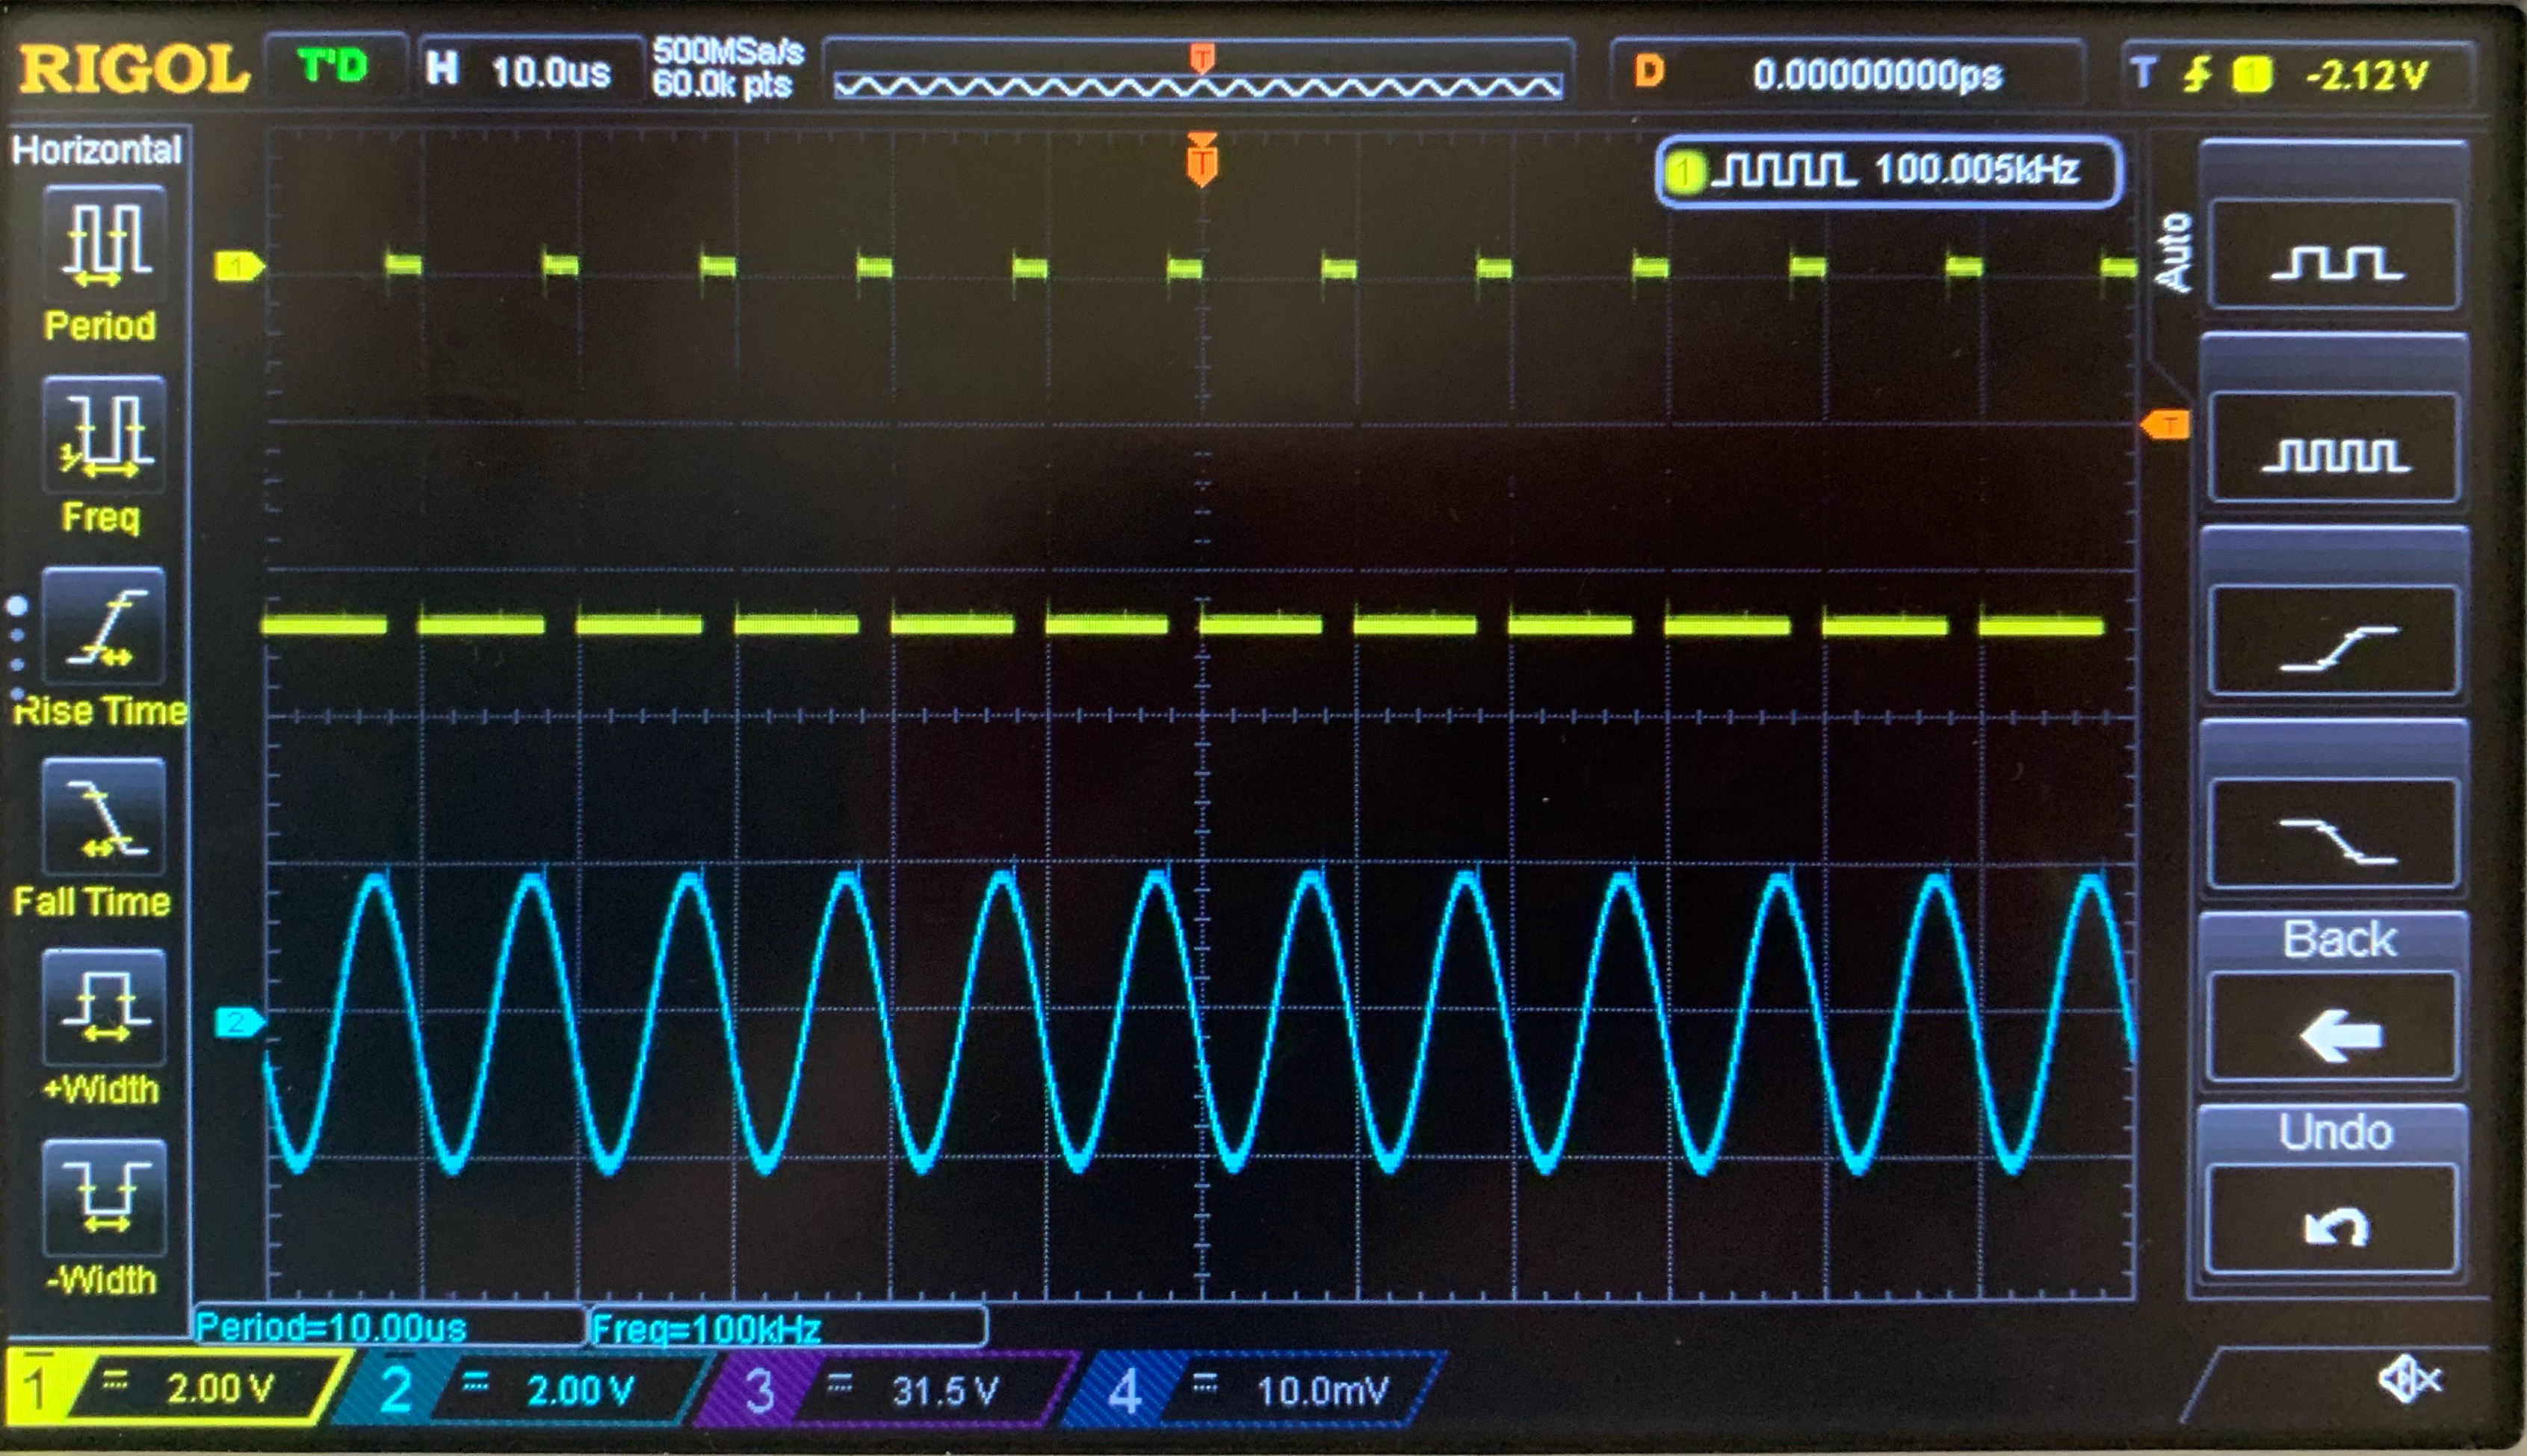 RIGOL
T'D
H 10.0us
500MSa/s
60.0k pts
T
D 0.00000000ps
T 1 -2.12V
Horizontal
Period
Freq
Rise Time
Fall Time
+Width
-Width
T
1 100.005kHz
1
T
2
Auto
Back
Undo
Period=10.00us
Freq=100kHz
1 2.00 V
2 2.00 V
3 31.5 V
4 10.0mV